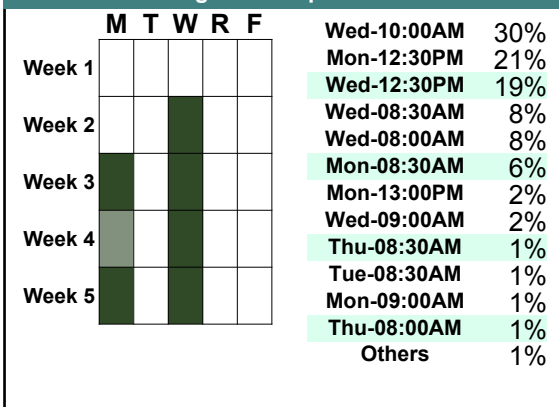 M T W R F
Week 1
Week 2
Week 3
Week 4
Week 5
Wed-10:00AM 30%
Mon-12:30PM 21%
Wed-12:30PM 19%
Wed-08:30AM 8%
Wed-08:00AM 8%
Mon-08:30AM 6%
Mon-13:00PM 2%
Wed-09:00AM 2%
Thu-08:30AM 1%
Tue-08:30AM 1%
Mon-09:00AM 1%
Thu-08:00AM 1%
Others 1%